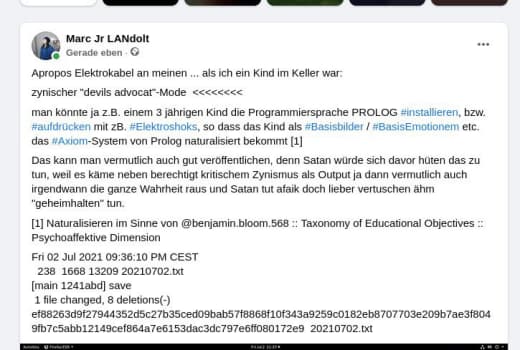 Marc Jr LANdolt
Gerade eben ·
Apropos Elektrokabel an meinen ... als ich ein Kind im Keller war:
zynischer "devils advocat"-Mode <<<<<<<<
man könnte ja z.B. einem 3 jährigen Kind die Programmiersprache PROLOG #installieren, bzw.
#aufdrücken mit zB. #Elektroshoks, so dass das Kind als #Basisbilder / #BasisEmotionem etc.
das #Axiom-System von Prolog naturalisiert bekommt [1]
Das kann man vermutlich auch gut veröffentlichen, denn Satan würde sich davor hüten das zu
tun, weil es käme neben berechtigt kritischem Zynismus als Output ja dann vermutlich auch
irgendwann die ganze Wahrheit raus und Satan tut afaik doch lieber vertuschen ähm
"geheimhalten" tun.
[1] Naturalisieren im Sinne von @benjamin.bloom.568 :: Taxonomy of Educational Objectives ::
Psychoaffektive Dimension
Fri 02 Jul 2021 09:36:10 PM CEST
238 1668 13209 20210702.txt
[main 1241abd] save
1 file changed, 8 deletions(-)
ef88263d9f27944352d5c27b35ced09bab57f8868f10f343a9259c0182eb8707703e209b7ae3f804
9fb7c5abb12149cef864a7e6153dac3dc797e6ff080172e9 20210702.txt